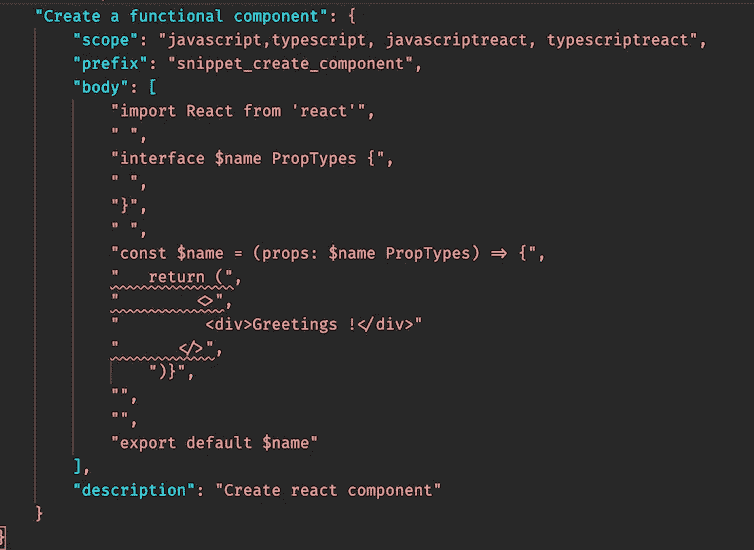 "Create a functional component": {
"scope": "javascript,typescript, javascriptreact, typescriptreact",
"prefix": "snippet_create_component",
"body": [
"import React from 'react'",
" ",
"interface $name PropTypes {",
" ",
"}",
" ",
"const $name = (props: $name PropTypes) => {",
"   return (",
"        <>",
"         <div>Greetings !</div>"
"      </>",
")}",
"",
"",
"export default $name"
],
"description": "Create react component"
}
}